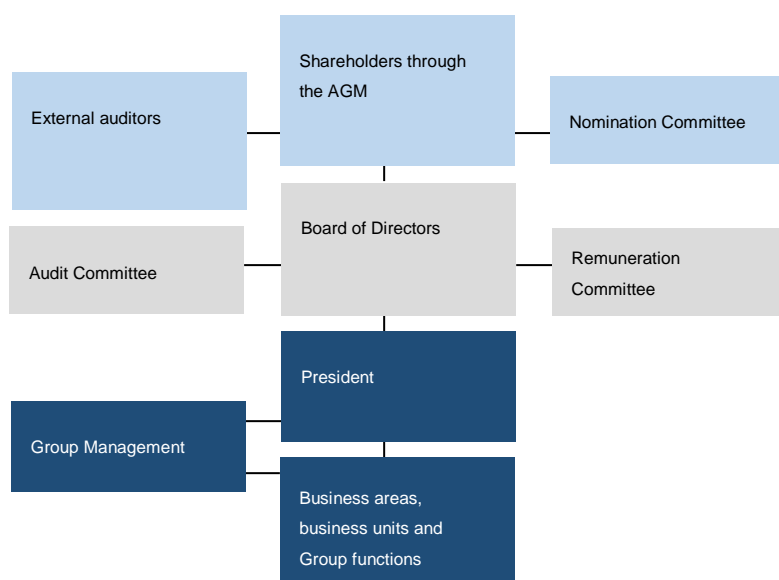 Shareholders through
the AGM
External auditors
Nomination Committee
Board of Directors
Audit Committee
Remuneration
Committee
President
Group Management
Business areas,
business units and
Group functions